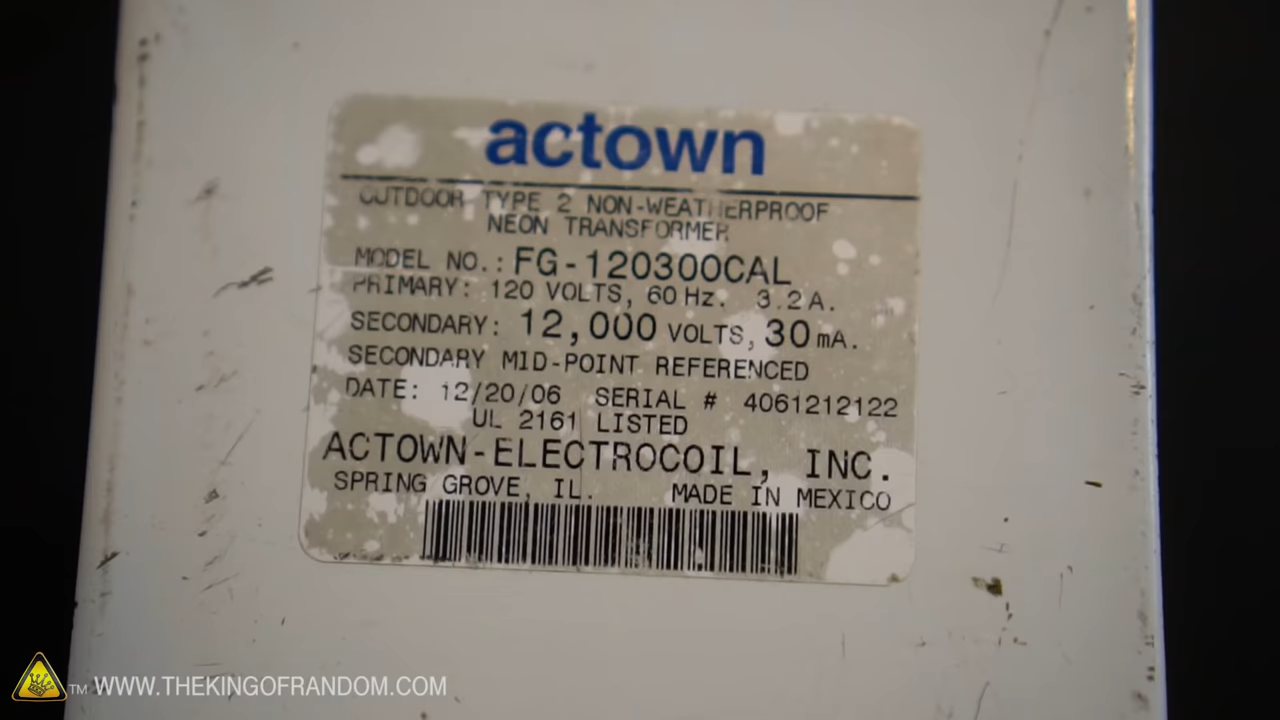 actown
OUTDOOR TYPE 2 NON-WEATHERPROOF
NEON TRANSFORMER
MODEL NO.: FG-120300CAL
PRIMARY: 120 VOLTS, 60 Hz. 3.2 A.
SECONDARY: 12,000 VOLTS, 30 mA.
SECONDARY MID-POINT REFERENCED
DATE: 12/20/06 SERIAL # 4061212122
UL 2161 LISTED
ACTOWN-ELECTROCOIL, INC.
SPRING GROVE, IL. MADE IN MEXICO
TM WWW.THEKINGOFRANDOM.COM